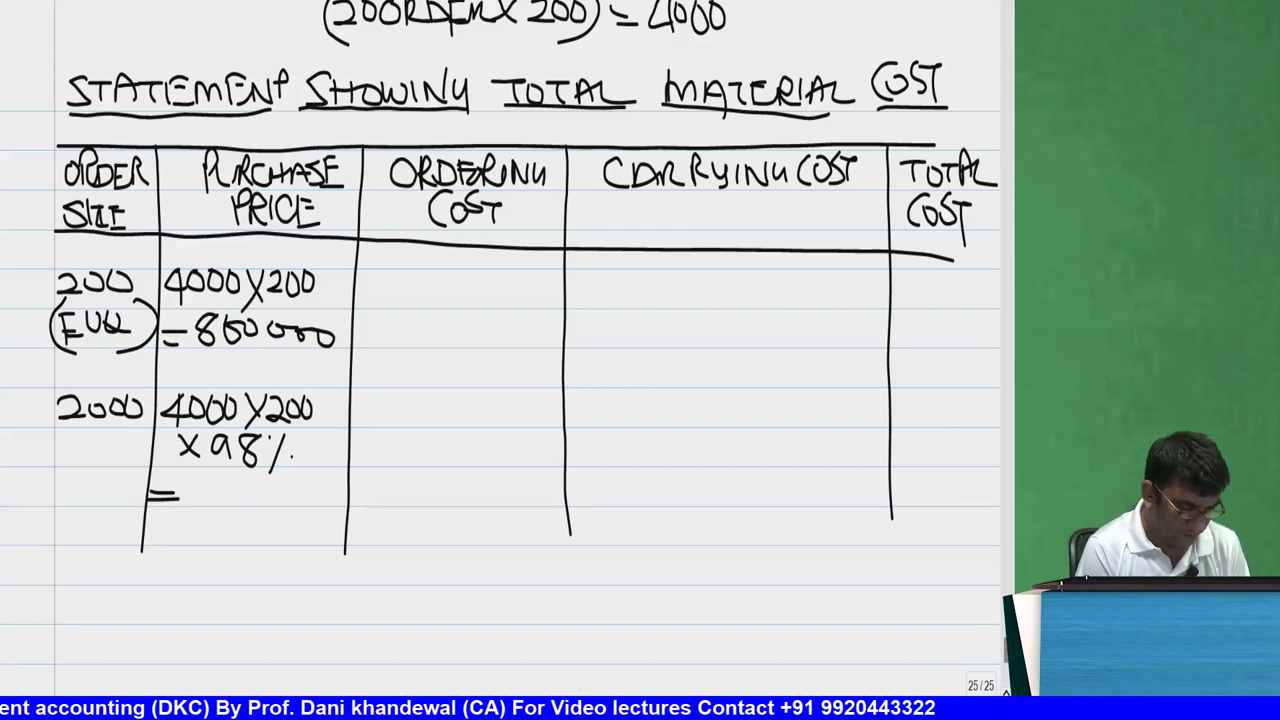 (20 ORDER X 200) = 4000
STATEMENT SHOWING TOTAL MATERIAL COST
ORDER SIZE PURCHASE PRICE ORDERING COST CARRYING COST TOTAL COST
200 4000 X 200
(EOQ) = 800000
2000 4000 X 200
X 98%
=
25 / 25
ent accounting (DKC) By Prof. Dani khandewal (CA) For Video lectures Contact +91 9920443322